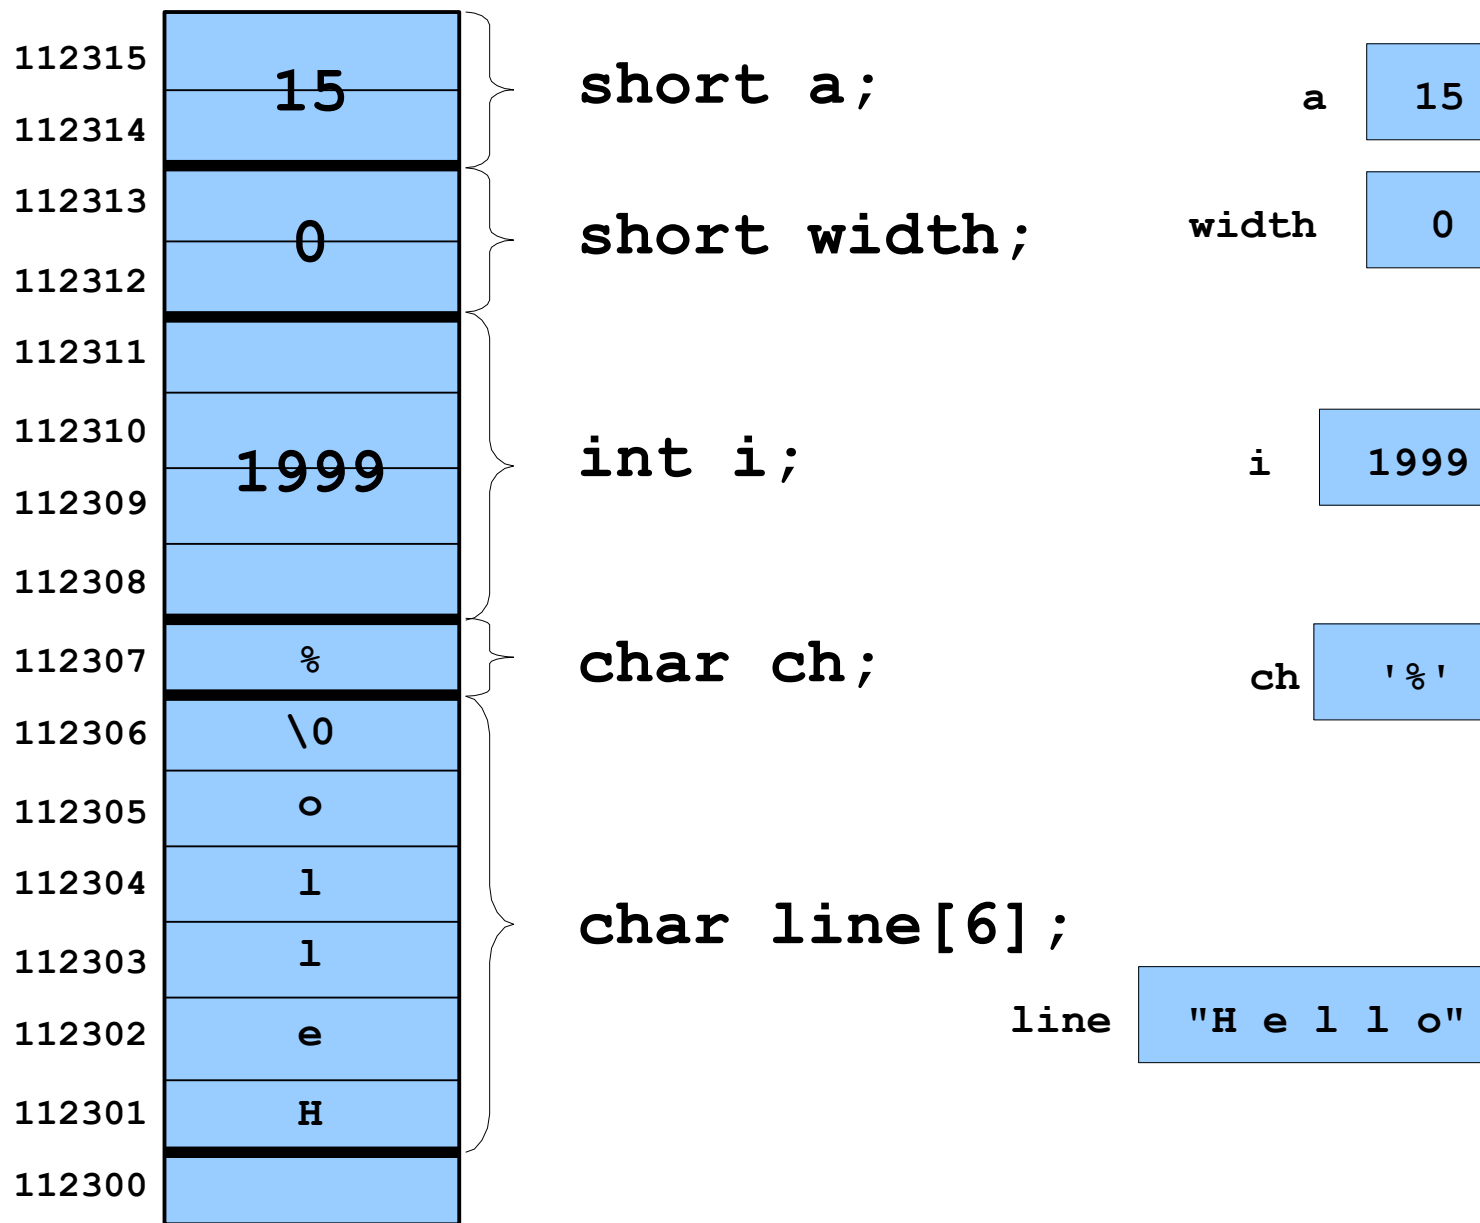 112315
15
short a;
a 15
112314
112313
0
short width;
width 0
112312
112311
112310
1999
int i;
i 1999
112309
112308
112307 %
char ch;
ch '%'
112306 \0
112305 o
112304 l
char line[6];
112303 l
line "H e l l o"
112302 e
112301 H
112300